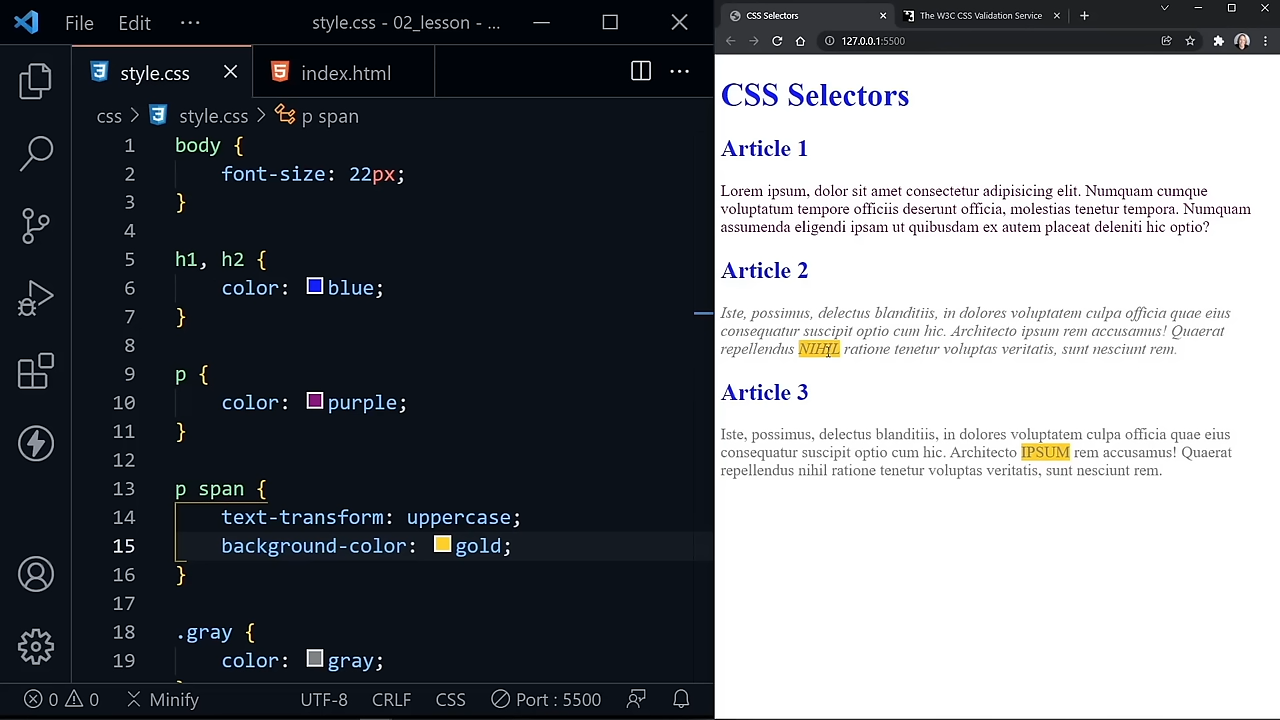 File Edit ··· style.css - 02_lesson - ...
style.css index.html ···
css > style.css > p span
1 body {
2 font-size: 22px;
3 }
4
5 h1, h2 {
6 color: blue;
7 }
8
9 p {
10 color: purple;
11 }
12
13 p span {
14 text-transform: uppercase;
15 background-color: gold;
16 }
17
18 .gray {
19 color: gray;
0 0 Minify UTF-8 CRLF CSS Port : 5500
CSS Selectors The W3C CSS Validation Service
127.0.0.1:5500
CSS Selectors
Article 1
Lorem ipsum, dolor sit amet consectetur adipisicing elit. Numquam cumque
voluptatum tempore officiis deserunt officia, molestias tenetur tempora. Numquam
assumenda eligendi ipsam ut quibusdam ex autem placeat deleniti hic optio?
Article 2
Iste, possimus, delectus blanditiis, in dolores voluptatem culpa officia quae eius
consequatur suscipit optio cum hic. Architecto ipsum rem accusamus! Quaerat
repellendus NIHIL ratione tenetur voluptas veritatis, sunt nesciunt rem.
Article 3
Iste, possimus, delectus blanditiis, in dolores voluptatem culpa officia quae eius
consequatur suscipit optio cum hic. Architecto IPSUM rem accusamus! Quaerat
repellendus nihil ratione tenetur voluptas veritatis, sunt nesciunt rem.